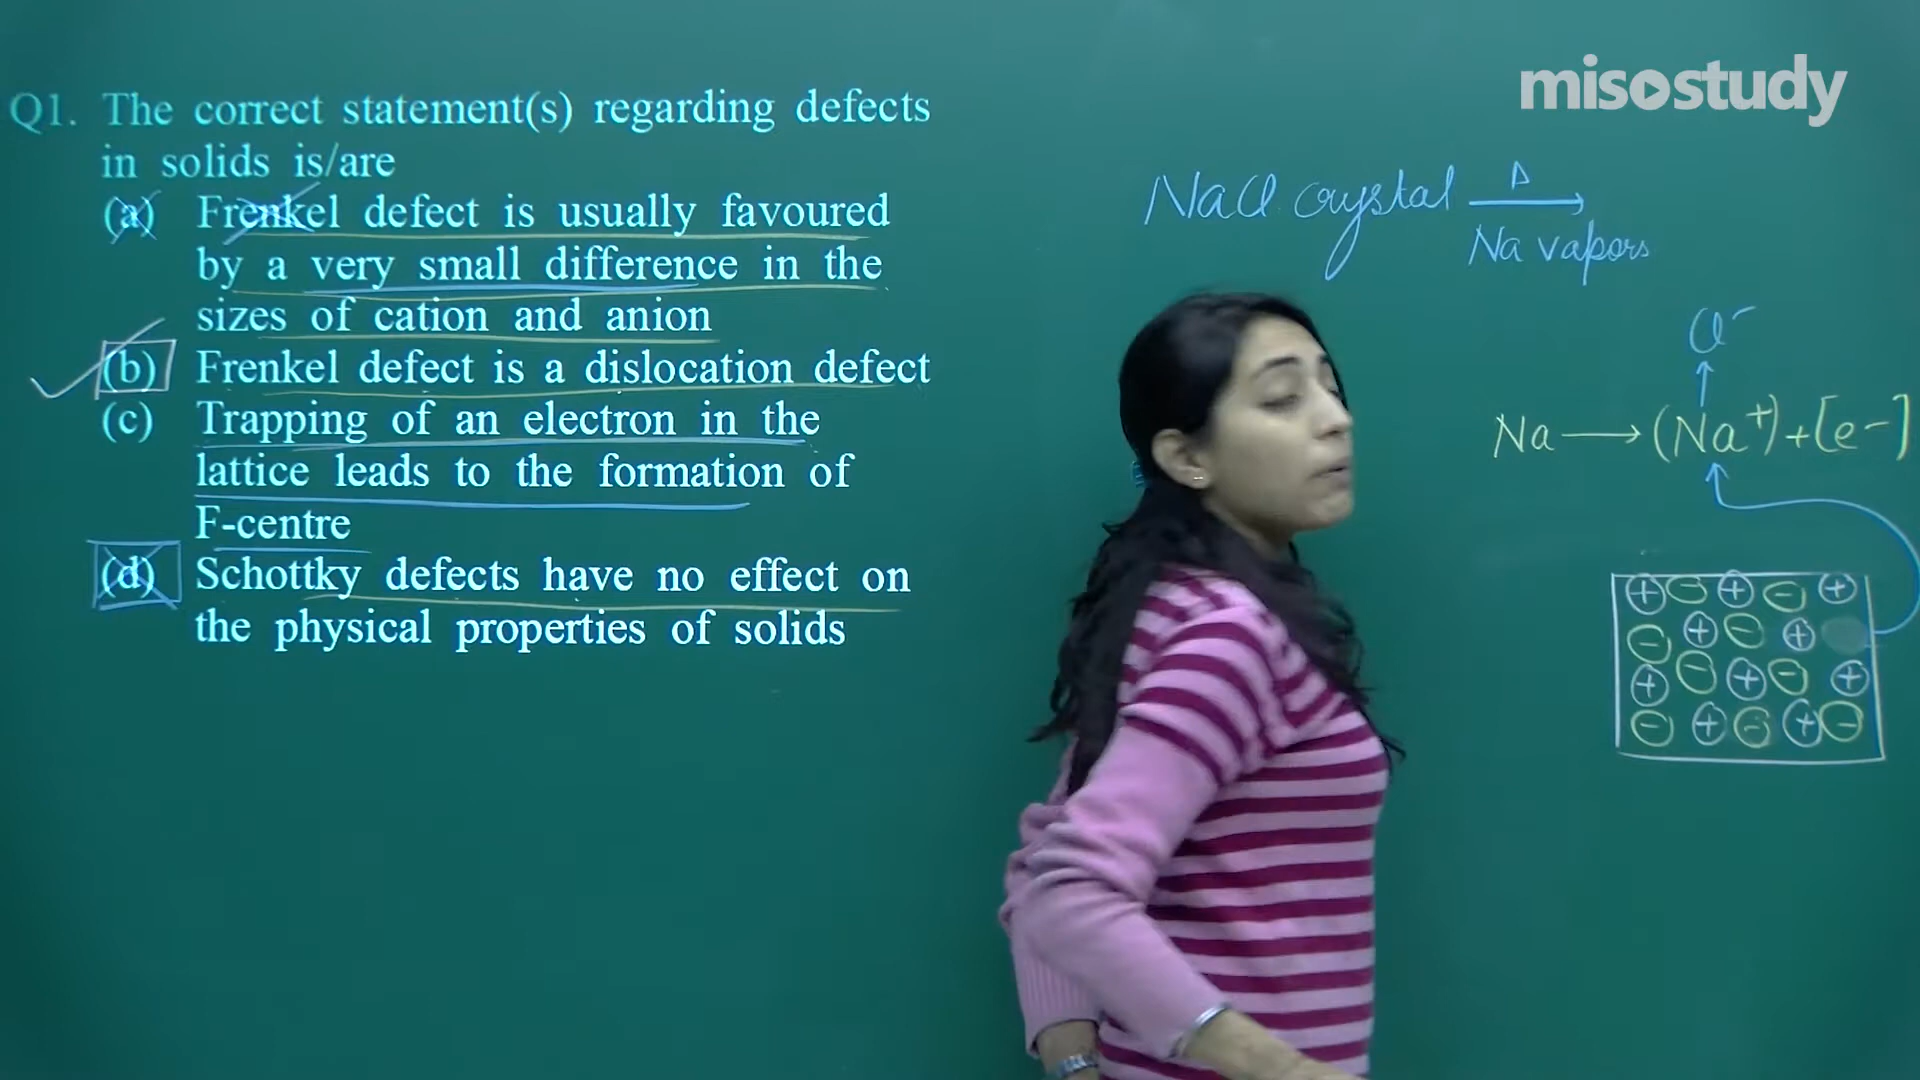 misostudy
Q1. The correct statement(s) regarding defects
in solids is/are
(a) Frenkel defect is usually favoured
by a very small difference in the
sizes of cation and anion
(b) Frenkel defect is a dislocation defect
(c) Trapping of an electron in the
lattice leads to the formation of
F-centre
(d) Schottky defects have no effect on
the physical properties of solids
NaCl crystal Δ→
Na vapors
Cl⁻
↑
Na → (Na⁺) + [e⁻]
+ - + - +
- + - +
+ - + - +
- + - + -